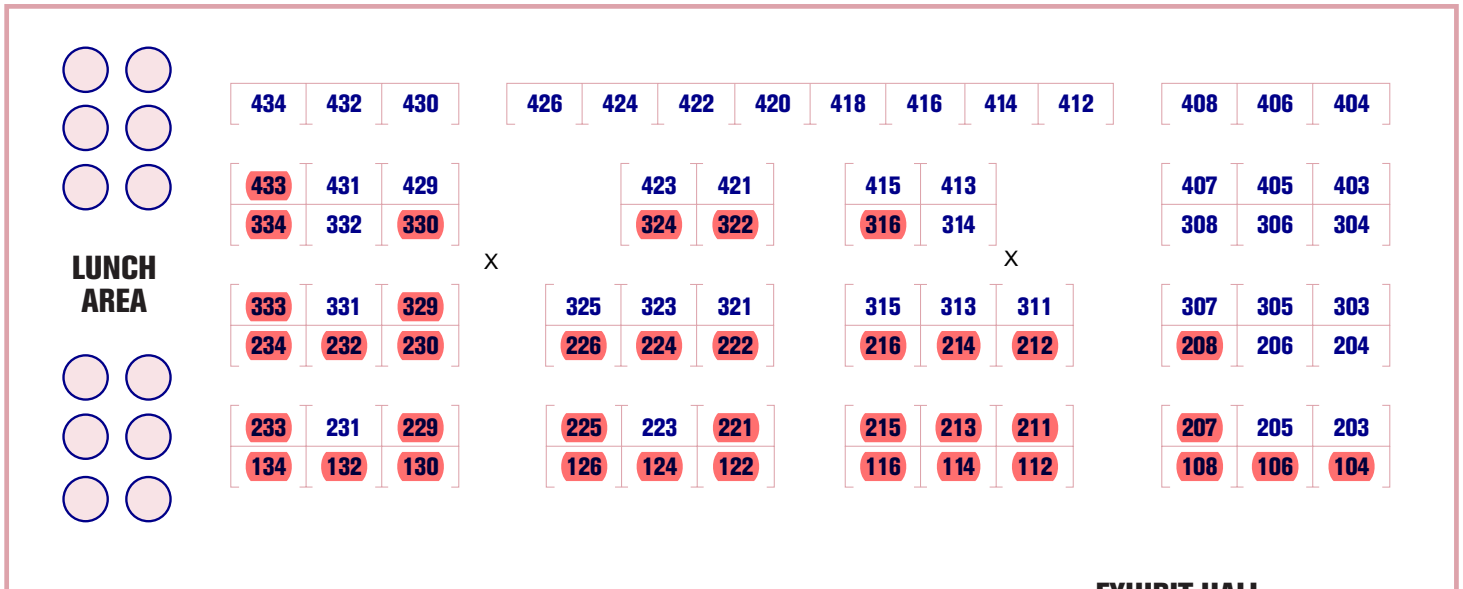 434 432 430 426 424 422 420 418 416 414 412 408 406 404
433 431 429 423 421 415 413 407 405 403
334 332 330 324 322 316 314 308 306 304
X X
LUNCH
AREA
333 331 329 325 323 321 315 313 311 307 305 303
234 232 230 226 224 222 216 214 212 208 206 204
233 231 229 225 223 221 215 213 211 207 205 203
134 132 130 126 124 122 116 114 112 108 106 104
EXHIBIT HALL